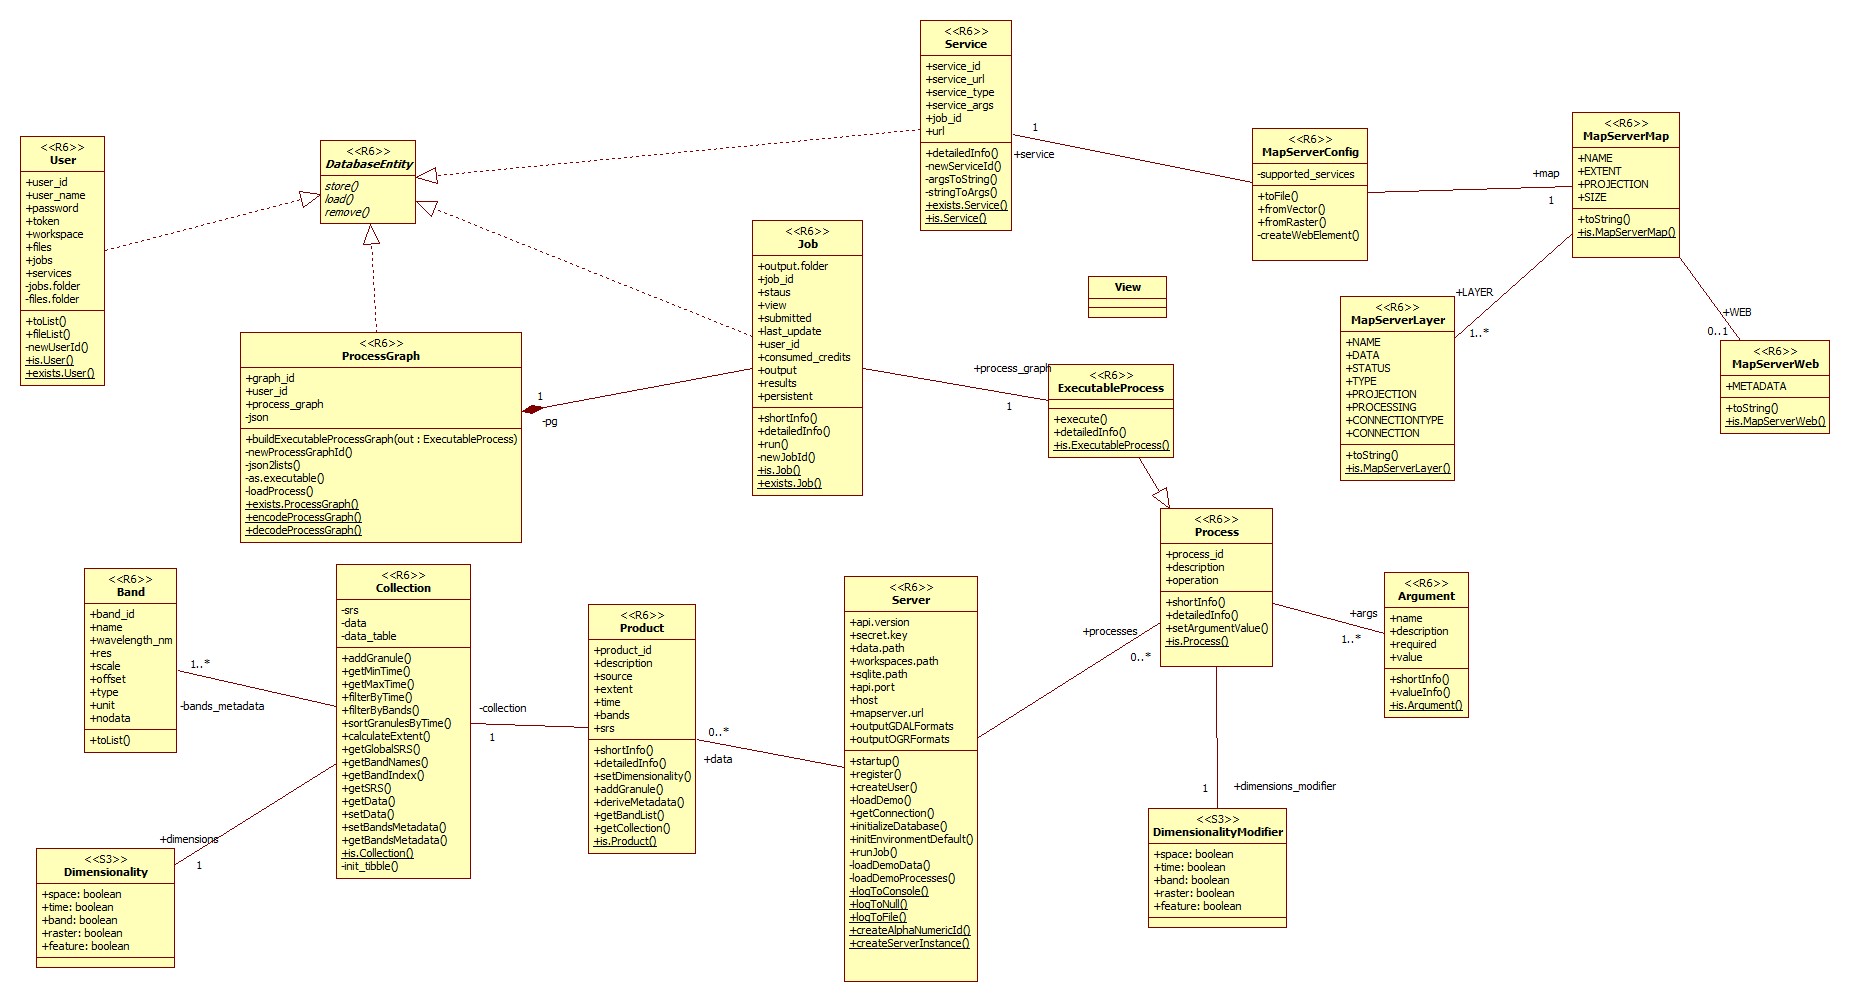 <<R6>>
Service
+service_id
+service_url
+service_type
+service_args
+job_id
+url
+detailedInfo()
-newServiceId()
-argsToString()
-stringToArgs()
+exists.Service()
+is.Service()
1
+service
<<R6>>
MapServerConfig
-supported_services
+toFile()
+fromVector()
+fromRaster()
-createWebElement()
+map
1
<<R6>>
MapServerMap
+NAME
+EXTENT
+PROJECTION
+SIZE
+toString()
+is.MapServerMap()
<<R6>>
User
+user_id
+user_name
+password
+token
+workspace
+files
+jobs
+services
-jobs.folder
-files.folder
+toList()
+fileList()
-newUserId()
+is.User()
+exists.User()
<<R6>>
DatabaseEntity
store()
load()
remove()
<<R6>>
Job
+output.folder
+job_id
+staus
+view
+submitted
+last_update
+user_id
+consumed_credits
+output
+results
+persistent
+shortInfo()
+detailedInfo()
+run()
-newJobId()
+is.Job()
+exists.Job()
View
+LAYER
1..*
<<R6>>
MapServerLayer
+NAME
+DATA
+STATUS
+TYPE
+PROJECTION
+PROCESSING
+CONNECTIONTYPE
+CONNECTION
+toString()
+is.MapServerLayer()
+WEB
0..1
<<R6>>
MapServerWeb
+METADATA
+toString()
+is.MapServerWeb()
<<R6>>
ProcessGraph
+graph_id
+user_id
+process_graph
-json
+buildExecutableProcessGraph(out : ExecutableProcess)
-newProcessGraphId()
-json2lists()
-as.executable()
-loadProcess()
+exists.ProcessGraph()
+encodeProcessGraph()
+decodeProcessGraph()
1
-pg
+process_graph
1
<<R6>>
ExecutableProcess
+execute()
+detailedInfo()
+is.ExecutableProcess()
<<R6>>
Process
+process_id
+description
+operation
+shortInfo()
+detailedInfo()
+setArgumentValue()
+is.Process()
+args
1..*
<<R6>>
Argument
+name
+description
+required
+value
+shortInfo()
+valueInfo()
+is.Argument()
<<R6>>
Band
+band_id
+name
+wavelength_nm
+res
+scale
+offset
+type
+unit
+nodata
+toList()
1..*
-bands_metadata
<<R6>>
Collection
-srs
-data
-data_table
+addGranule()
+getMinTime()
+getMaxTime()
+filterByTime()
+filterByBands()
+sortGranulesByTime()
+calculateExtent()
+getGlobalSRS()
+getBandNames()
+getBandIndex()
+getSRS()
+getData()
+setData()
+setBandsMetadata()
+getBandsMetadata()
+is.Collection()
-init_tibble()
-collection
1
<<R6>>
Product
+product_id
+description
+source
+extent
+time
+bands
+srs
+shortInfo()
+detailedInfo()
+setDimensionality()
+addGranule()
+deriveMetadata()
+getBandList()
+getCollection()
+is.Product()
0..*
+data
<<R6>>
Server
+api.version
+secret.key
+data.path
+workspaces.path
+sqlite.path
+api.port
+host
+mapserver.url
+outputGDALFormats
+outputOGRFormats
+startup()
+register()
+createUser()
+loadDemo()
+getConnection()
+initializeDatabase()
+initEnvironmentDefault()
+runJob()
-loadDemoData()
-loadDemoProcesses()
+logToConsole()
+logToNull()
+logToFile()
+createAlphaNumericId()
+createServerInstance()
+processes
0..*
+dimensions
1
<<S3>>
Dimensionality
+space: boolean
+time: boolean
+band: boolean
+raster: boolean
+feature: boolean
1
+dimensions_modifier
<<S3>>
DimensionalityModifier
+space: boolean
+time: boolean
+band: boolean
+raster: boolean
+feature: boolean